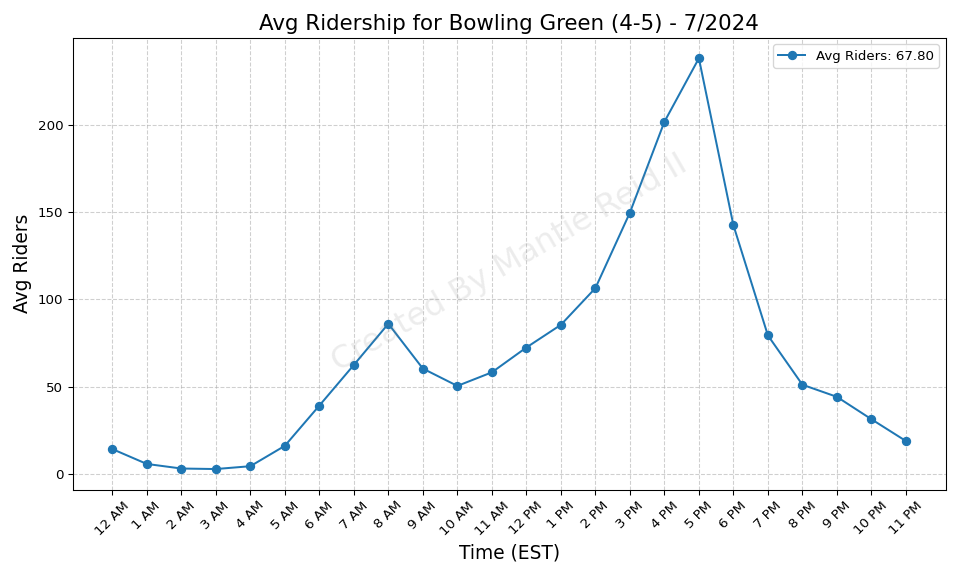 Avg Ridership for Bowling Green (4-5) - 7/2024
Avg Riders: 67.80
Avg Riders
200
150
100
50
0
Created By Mantle Reid II
12 AM
1 AM
2 AM
3 AM
4 AM
5 AM
6 AM
7 AM
8 AM
9 AM
10 AM
11 AM
12 PM
1 PM
2 PM
3 PM
4 PM
5 PM
6 PM
7 PM
8 PM
9 PM
10 PM
11 PM
Time (EST)